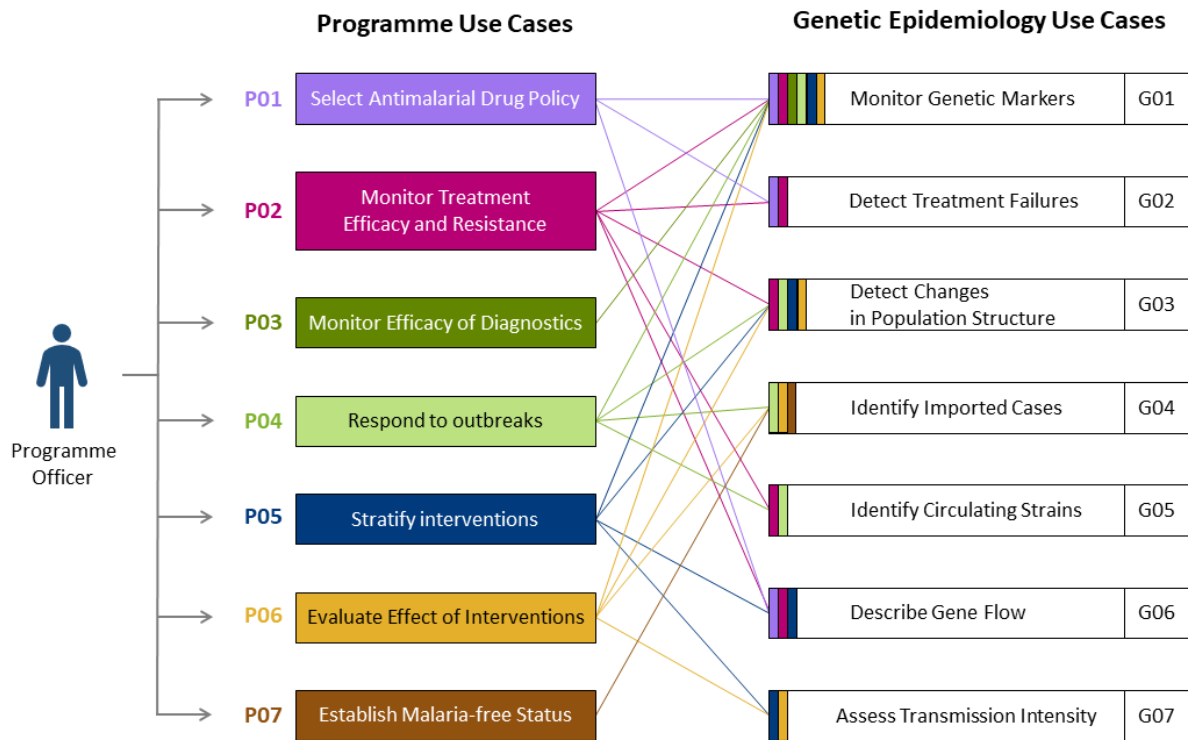 Programme Use Cases
Genetic Epidemiology Use Cases
Programme
Officer
P01
Select Antimalarial Drug Policy
P02
Monitor Treatment
Efficacy and Resistance
P03
Monitor Efficacy of Diagnostics
P04
Respond to outbreaks
P05
Stratify interventions
P06
Evaluate Effect of Interventions
P07
Establish Malaria-free Status
Monitor Genetic Markers
G01
Detect Treatment Failures
G02
Detect Changes
in Population Structure
G03
Identify Imported Cases
G04
Identify Circulating Strains
G05
Describe Gene Flow
G06
Assess Transmission Intensity
G07